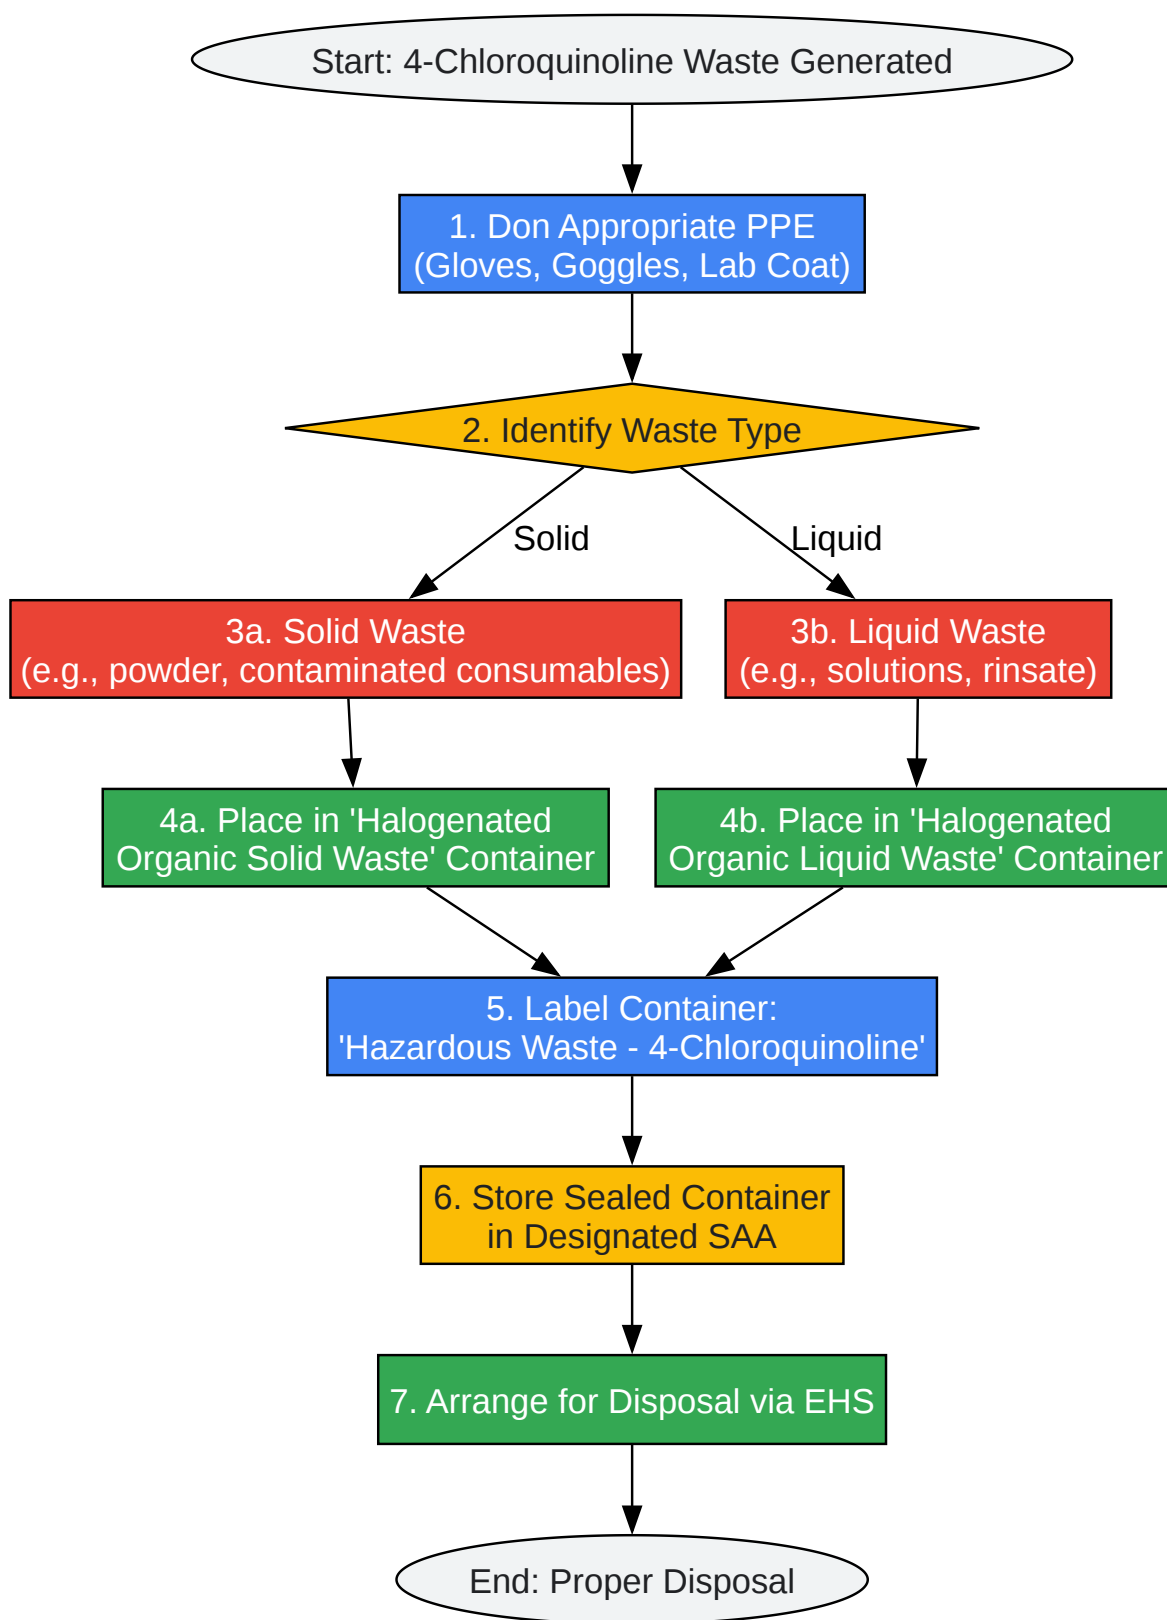 Start: 4-Chloroquinoline Waste Generated
1. Don Appropriate PPE
(Gloves, Goggles, Lab Coat)
2. Identify Waste Type
Solid
Liquid
3a. Solid Waste
(e.g., powder, contaminated consumables)
3b. Liquid Waste
(e.g., solutions, rinsate)
4a. Place in 'Halogenated
Organic Solid Waste' Container
4b. Place in 'Halogenated
Organic Liquid Waste' Container
5. Label Container:
'Hazardous Waste - 4-Chloroquinoline'
6. Store Sealed Container
in Designated SAA
7. Arrange for Disposal via EHS
End: Proper Disposal